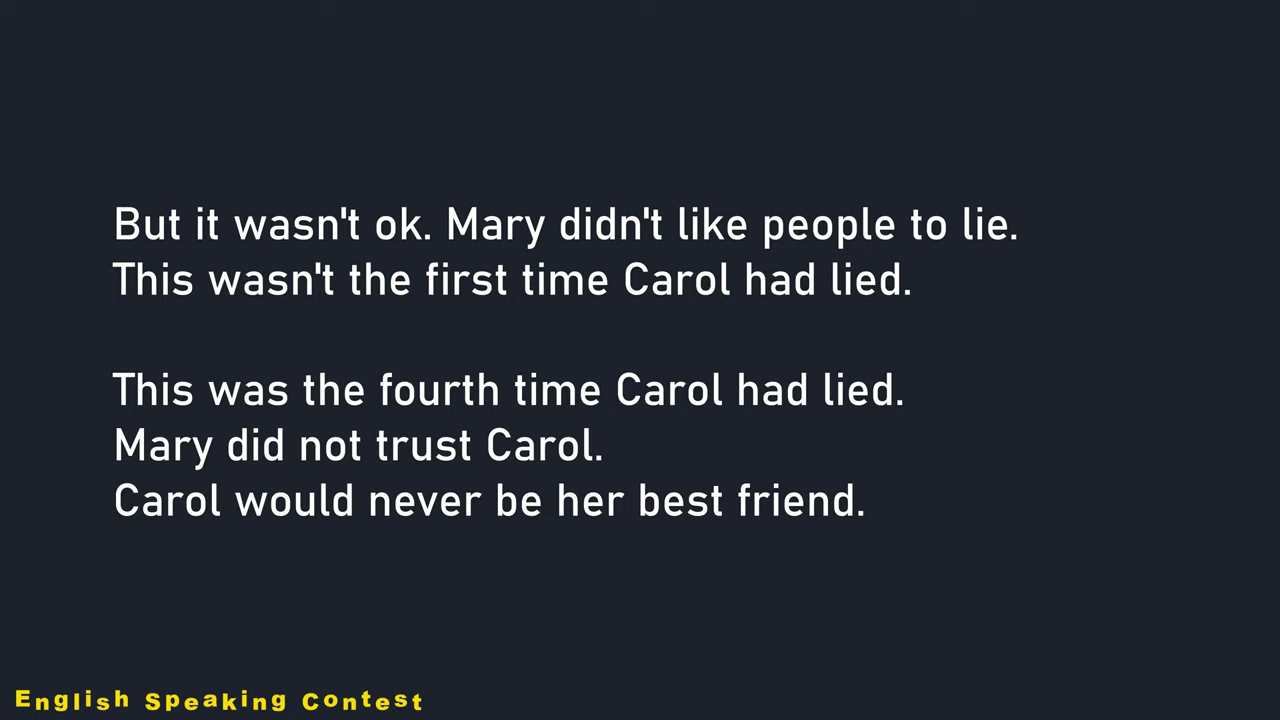 But it wasn't ok. Mary didn't like people to lie.
This wasn't the first time Carol had lied.
This was the fourth time Carol had lied.
Mary did not trust Carol.
Carol would never be her best friend.
English Speaking Contest